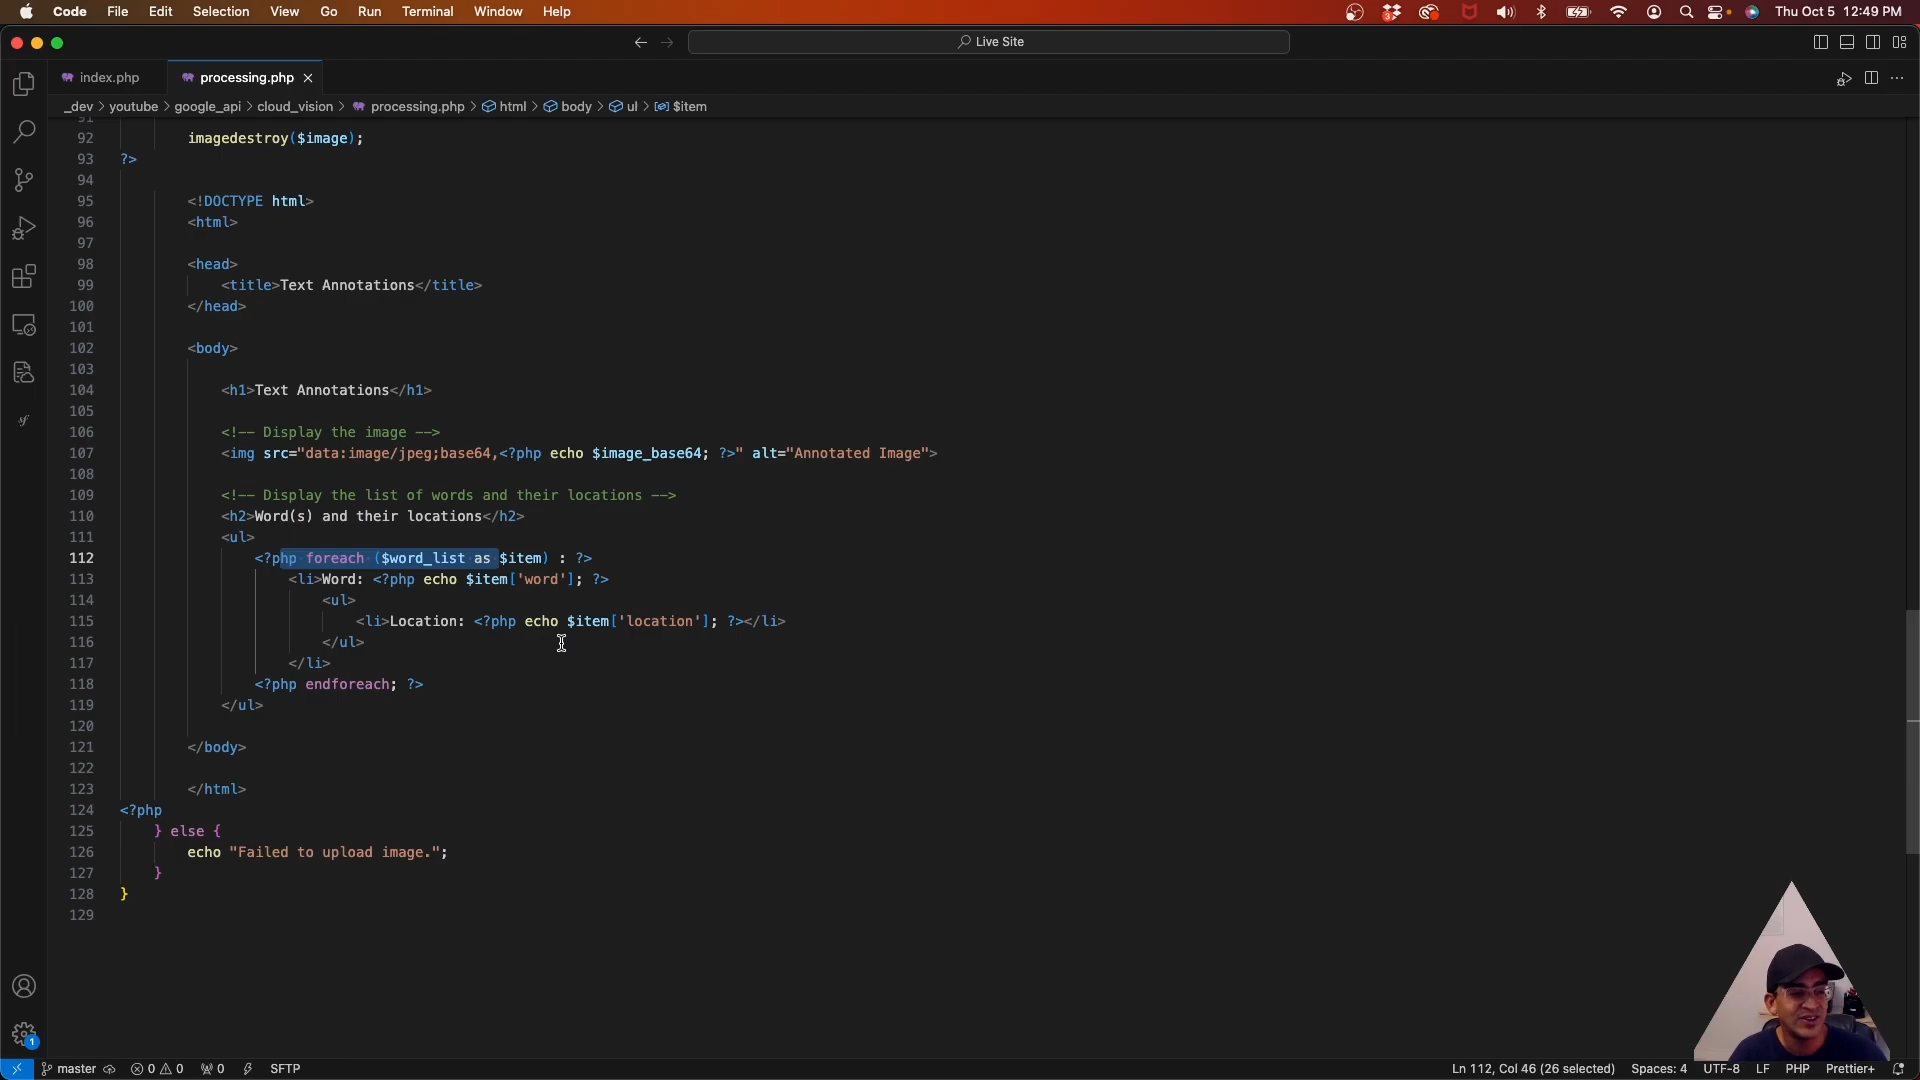 Code File Edit Selection View Go Run Terminal Window Help
Thu Oct 5 12:49 PM
Live Site
index.php
processing.php
_dev > youtube > google_api > cloud_vision > processing.php > html > body > ul > $item
91
92 imagedestroy($image);
93 ?>
94
95 <!DOCTYPE html>
96 <html>
97
98 <head>
99 <title>Text Annotations</title>
100 </head>
101
102 <body>
103
104 <h1>Text Annotations</h1>
105
106 <!-- Display the image -->
107 <img src="data:image/jpeg;base64,<?php echo $image_base64; ?>" alt="Annotated Image">
108
109 <!-- Display the list of words and their locations -->
110 <h2>Word(s) and their locations</h2>
111 <ul>
112 <?php foreach ($word_list as $item) : ?>
113 <li>Word: <?php echo $item['word']; ?>
114 <ul>
115 <li>Location: <?php echo $item['location']; ?></li>
116 </ul>
117 </li>
118 <?php endforeach; ?>
119 </ul>
120
121 </body>
122
123 </html>
124 <?php
125 } else {
126 echo "Failed to upload image.";
127 }
128 }
129
1
master 0 0 0 SFTP
Ln 112, Col 46 (26 selected) Spaces: 4 UTF-8 LF PHP Prettier+